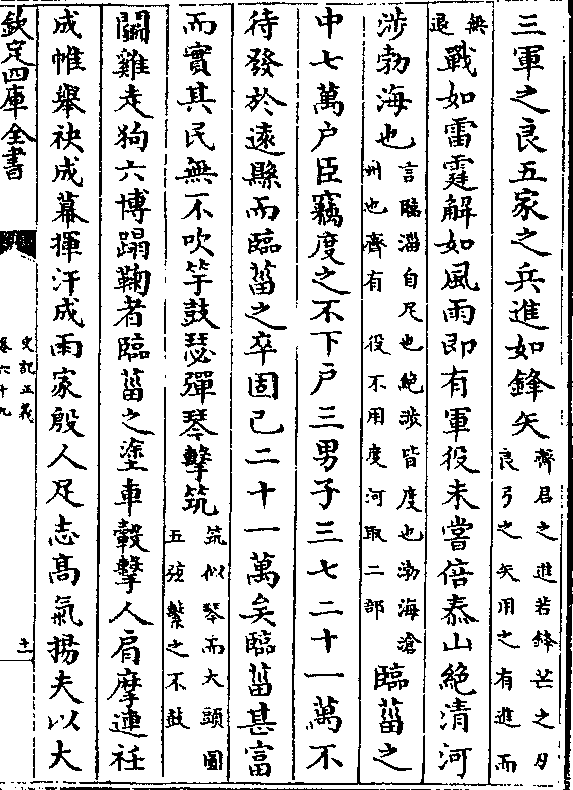 三軍之良五家之兵進如鋒矢齊君之進若鋒芒之刀良弓之矢用之有進而
無退戰如雷霆解如風雨即有軍役未嘗倍泰山絶清河
涉勃海也言臨淄自足也絶涉皆度也渤海滄州也齊有役不用度河取二部臨菑之
中七萬户臣竊度之不下户三男子三七二十一萬不
待發於遠縣而臨菑之卒固已二十一萬矣臨菑甚富
而實其民無不吹竽鼓瑟彈琴擊筑筑似琴而大頭圓五弦擊之不鼓
鬬雞走狗六博蹋鞠者臨菑之塗車轂擊人肩摩連衽
成帷舉袂成幕揮汗成雨家殷人足志高氣揚夫以大
欽定四庫全書
史記正義
卷六十九
十一